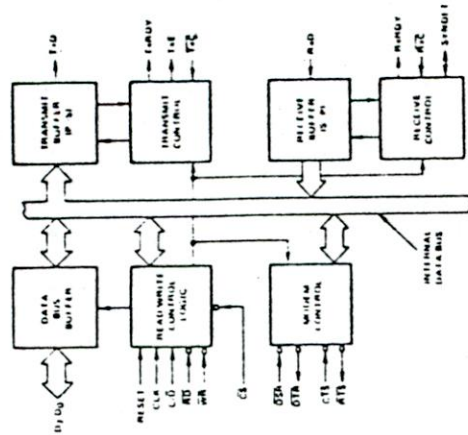 D7 D0
DATA
BUS
BUFFER
TRANSMIT
BUFFER
(P S)
TxD
RESET
CLK
C/D
RD
WR
CS
READ/WRITE
CONTROL
LOGIC
TRANSMIT
CONTROL
TxRDY
TxE
TxC
DSR
DTR
CTS
RTS
MODEM
CONTROL
RECEIVE
BUFFER
(S P)
RxD
RECEIVE
CONTROL
RxRDY
RxC
SYNDET
INTERNAL
DATA BUS